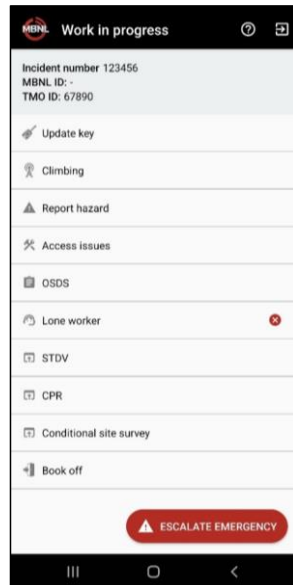 MBNL
Work in progress
Incident number 123456
MBNL ID: -
TMO ID: 67890
Update key
Climbing
Report hazard
Access issues
OSDS
Lone worker
STDV
CPR
Conditional site survey
Book off
ESCALATE EMERGENCY